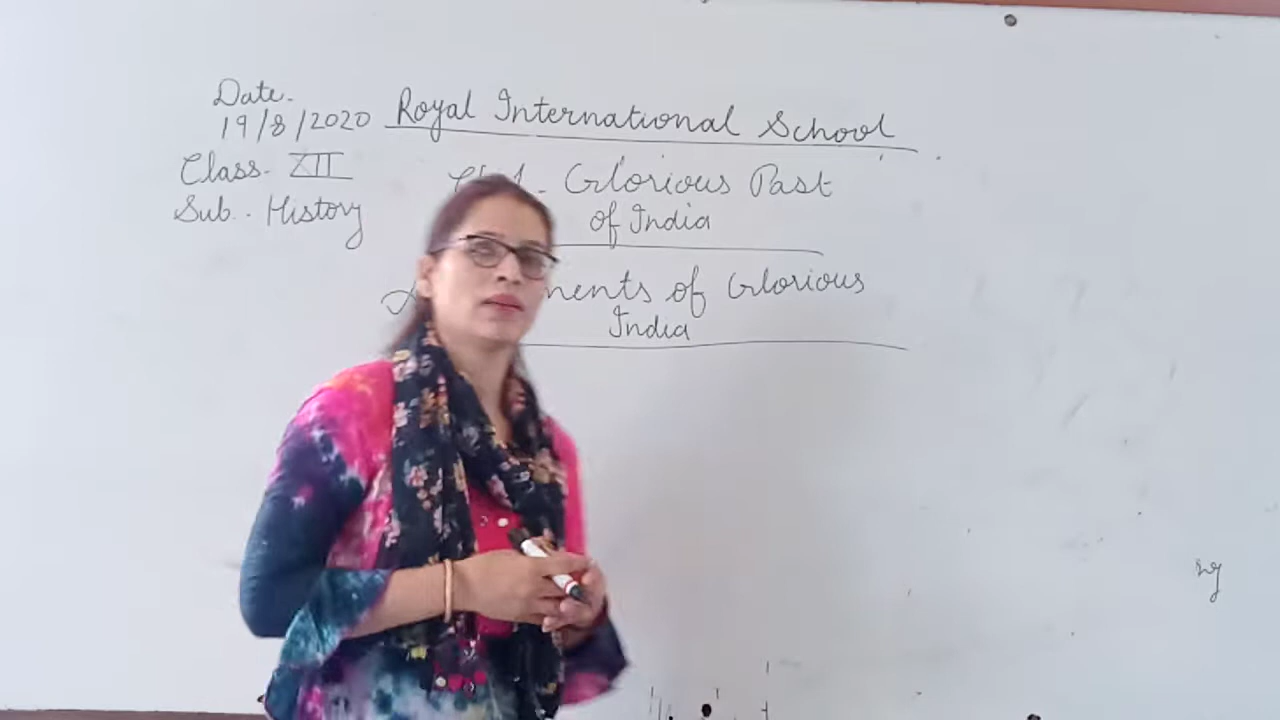 Date.
19/8/2020
Royal International School
Class- XII
Sub.- History
Glorious Past
of India
of Glorious
India